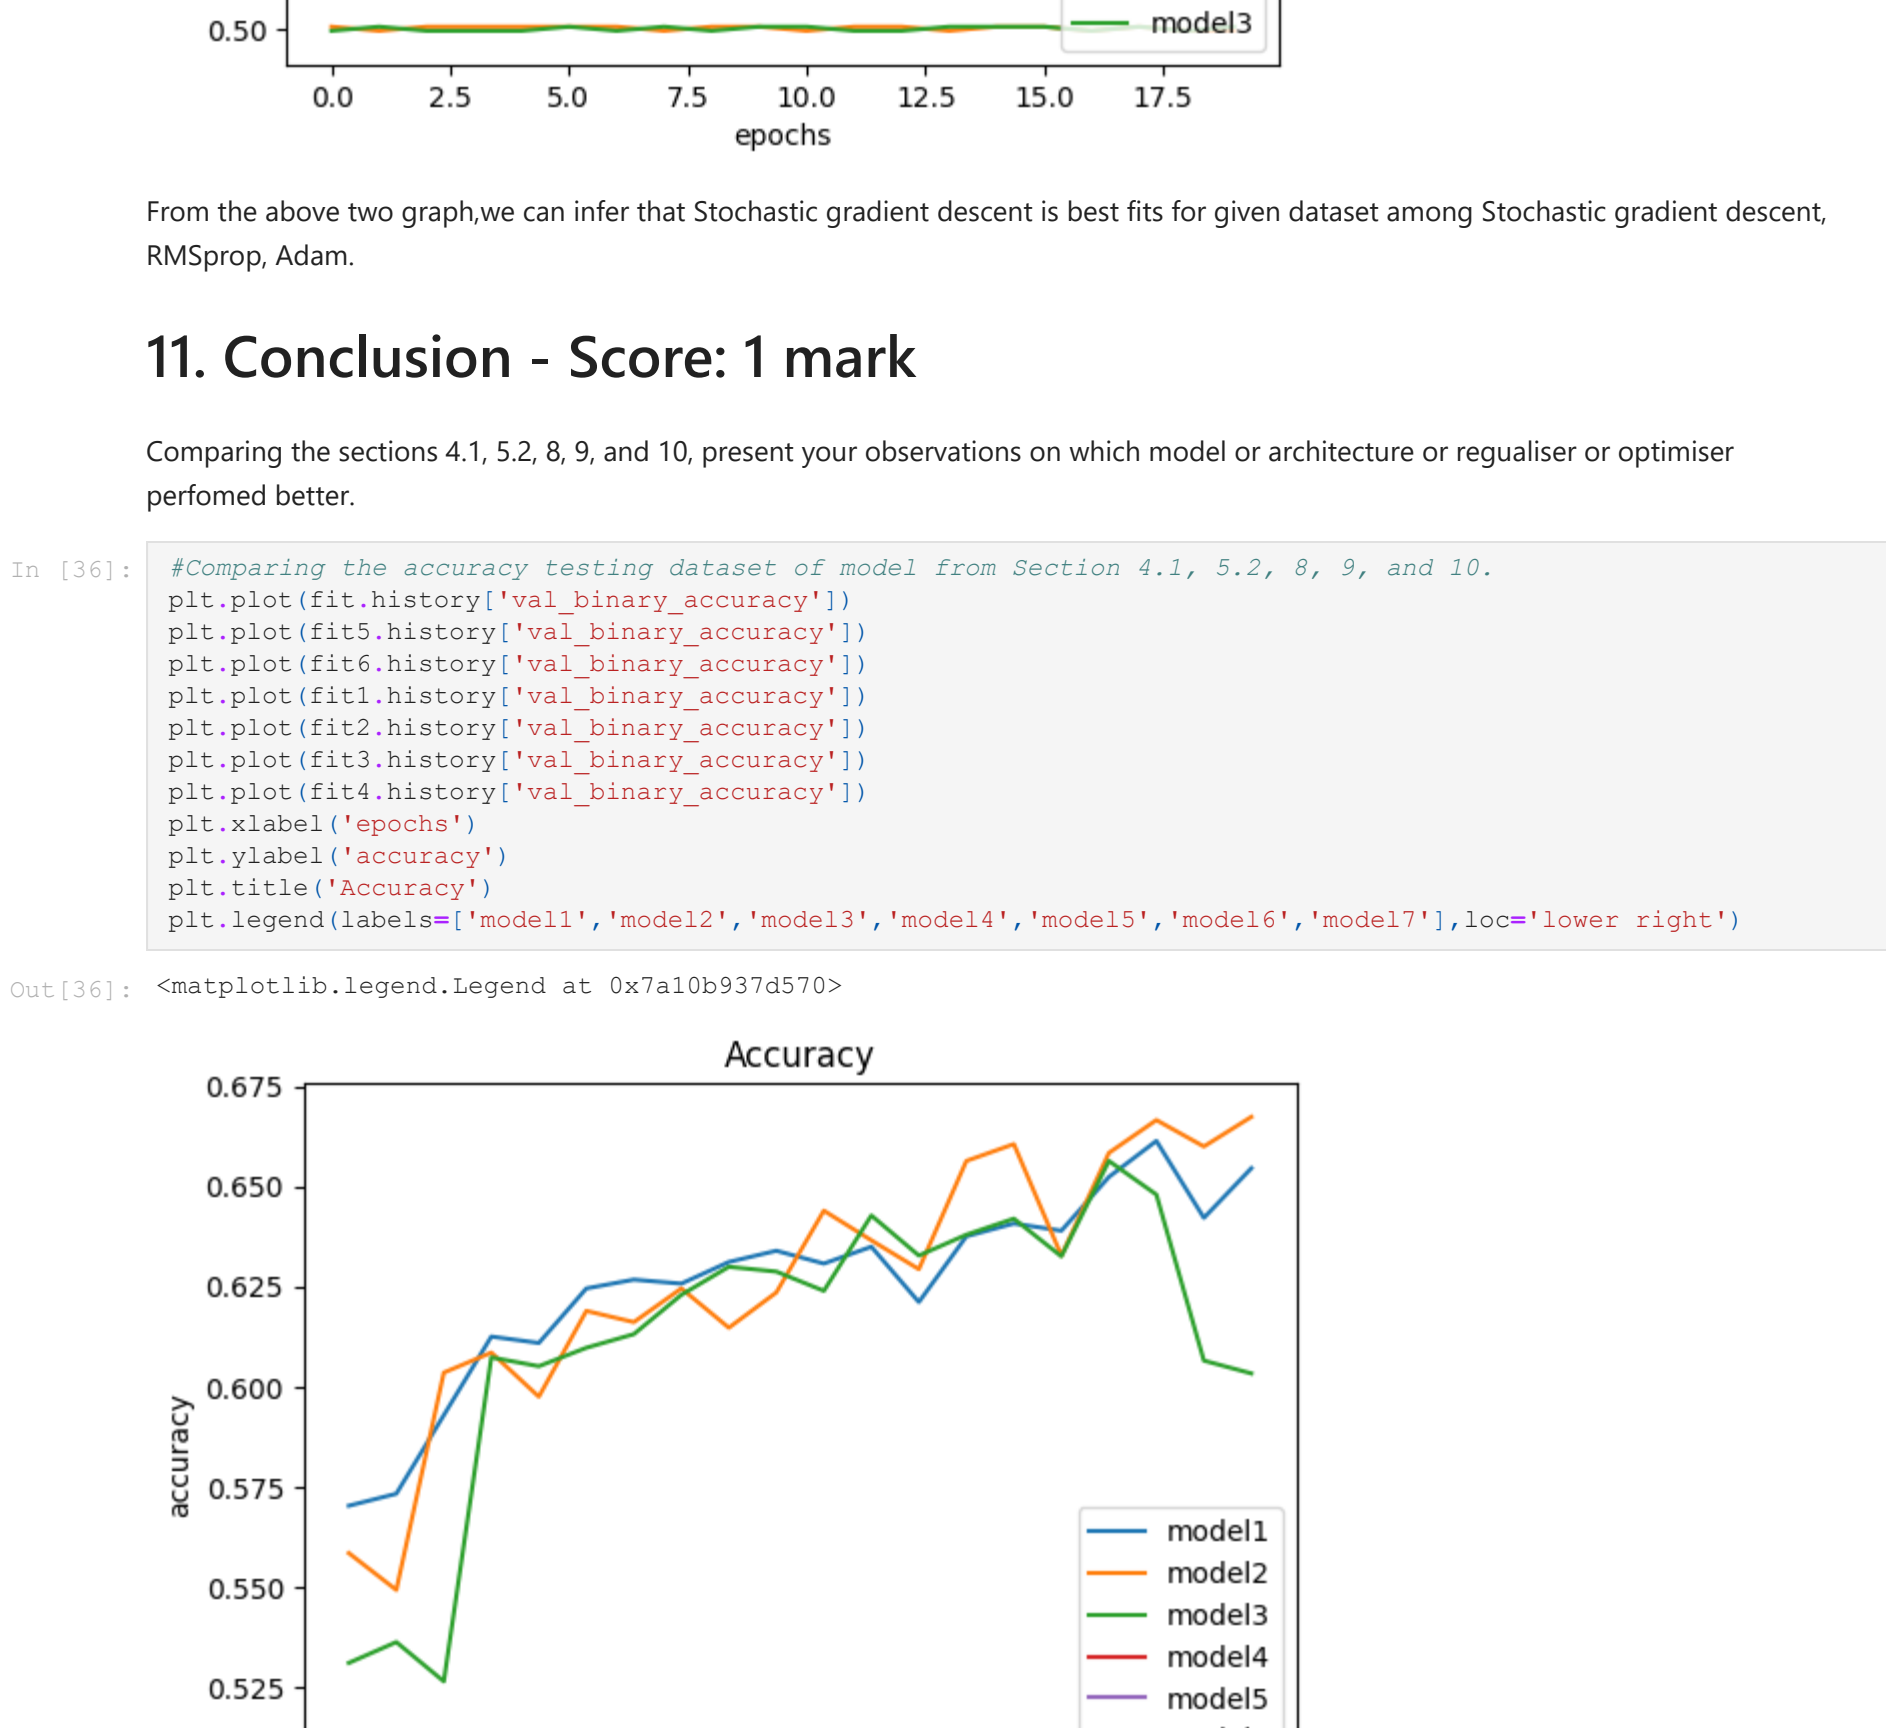 0.50
model3
0.0 2.5 5.0 7.5 10.0 12.5 15.0 17.5
epochs
From the above two graph,we can infer that Stochastic gradient descent is best fits for given dataset among Stochastic gradient descent,
RMSprop, Adam.
11. Conclusion - Score: 1 mark
Comparing the sections 4.1, 5.2, 8, 9, and 10, present your observations on which model or architecture or regualiser or optimiser
perfomed better.
In [36]: #Comparing the accuracy testing dataset of model from Section 4.1, 5.2, 8, 9, and 10.
plt.plot(fit.history['val_binary_accuracy'])
plt.plot(fit5.history['val_binary_accuracy'])
plt.plot(fit6.history['val_binary_accuracy'])
plt.plot(fit1.history['val_binary_accuracy'])
plt.plot(fit2.history['val_binary_accuracy'])
plt.plot(fit3.history['val_binary_accuracy'])
plt.plot(fit4.history['val_binary_accuracy'])
plt.xlabel('epochs')
plt.ylabel('accuracy')
plt.title('Accuracy')
plt.legend(labels=['model1','model2','model3','model4','model5','model6','model7'],loc='lower right')
Out[36]: <matplotlib.legend.Legend at 0x7a10b937d570>
Accuracy
0.675
0.650
0.625
0.600
0.575
0.550
0.525
accuracy
model1
model2
model3
model4
model5